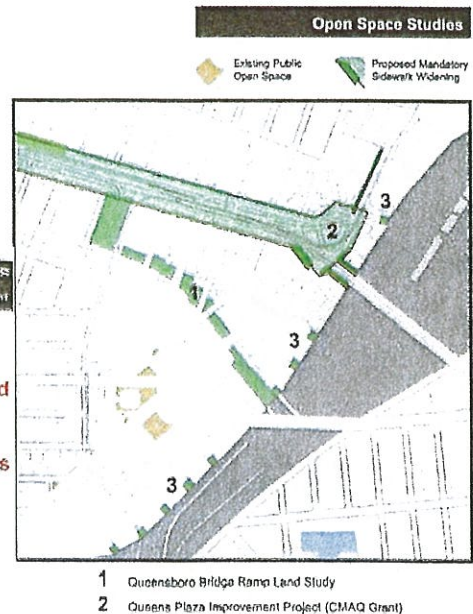 Open Space Studies
Existing Public
Open Space
Proposed Mandatory
Sidewalk Widening
3
2
1
3
3
d
s
1 Queensboro Bridge Ramp Land Study
2 Queens Plaza Improvement Project (CMAQ Grant)